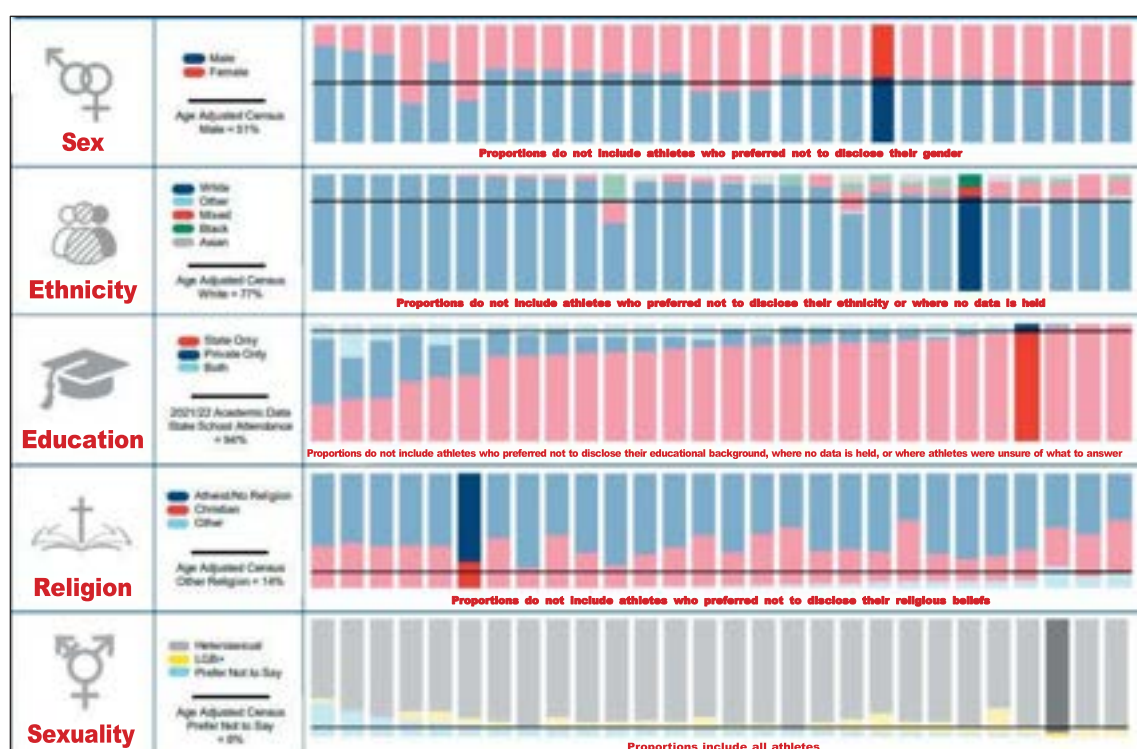 Sex
Male
Female
Age Adjusted Census
Male = 51%
Proportions do not include athletes who preferred not to disclose their gender
Ethnicity
White
Other
Mixed
Black
Asian
Age Adjusted Census
White = 77%
Proportions do not include athletes who preferred not to disclose their ethnicity or where no data is held
Education
State Only
Private Only
Both
2021/22 Academic Data
State School Attendance
= 94%
Proportions do not include athletes who preferred not to disclose their educational background, where no data is held, or where athletes were unsure of what to answer
Religion
Atheist/No Religion
Christian
Other
Age Adjusted Census
Other Religion = 14%
Proportions do not include athletes who preferred not to disclose their religious beliefs
Sexuality
Heterosexual
LGB+
Prefer Not to Say
Age Adjusted Census
Prefer Not to Say
= 8%
Proportions include all athletes